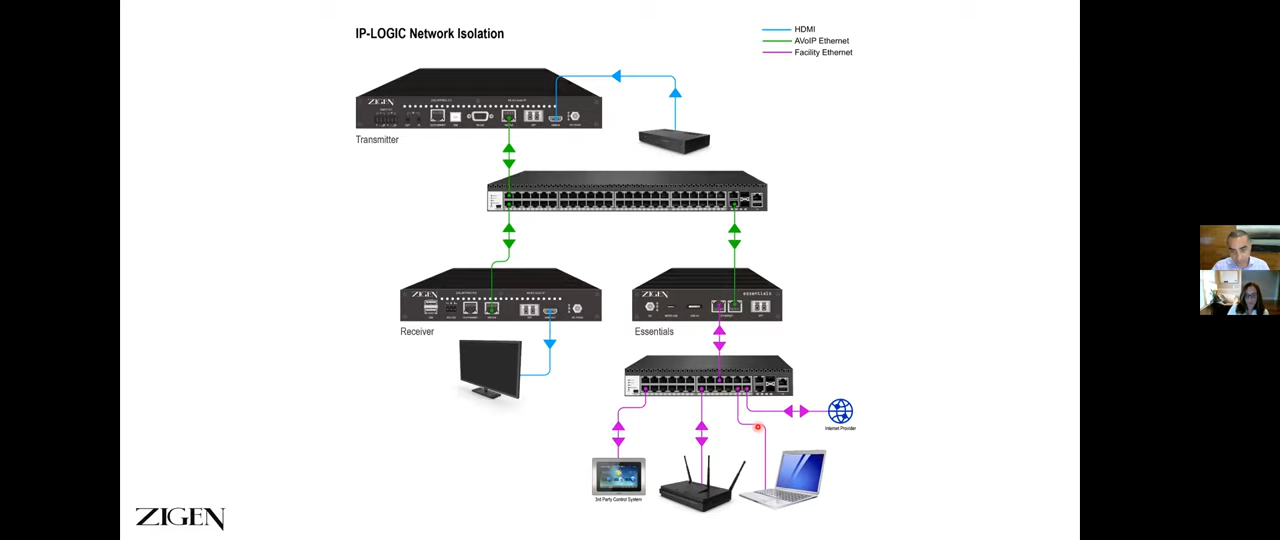 IP-LOGIC Network Isolation
HDMI
AVoIP Ethernet
Facility Ethernet
ZIGEN
Transmitter
ZIGEN
Receiver
ZIGEN
essentials
Essentials
Internet Provider
3rd Party Control System
ZIGEN